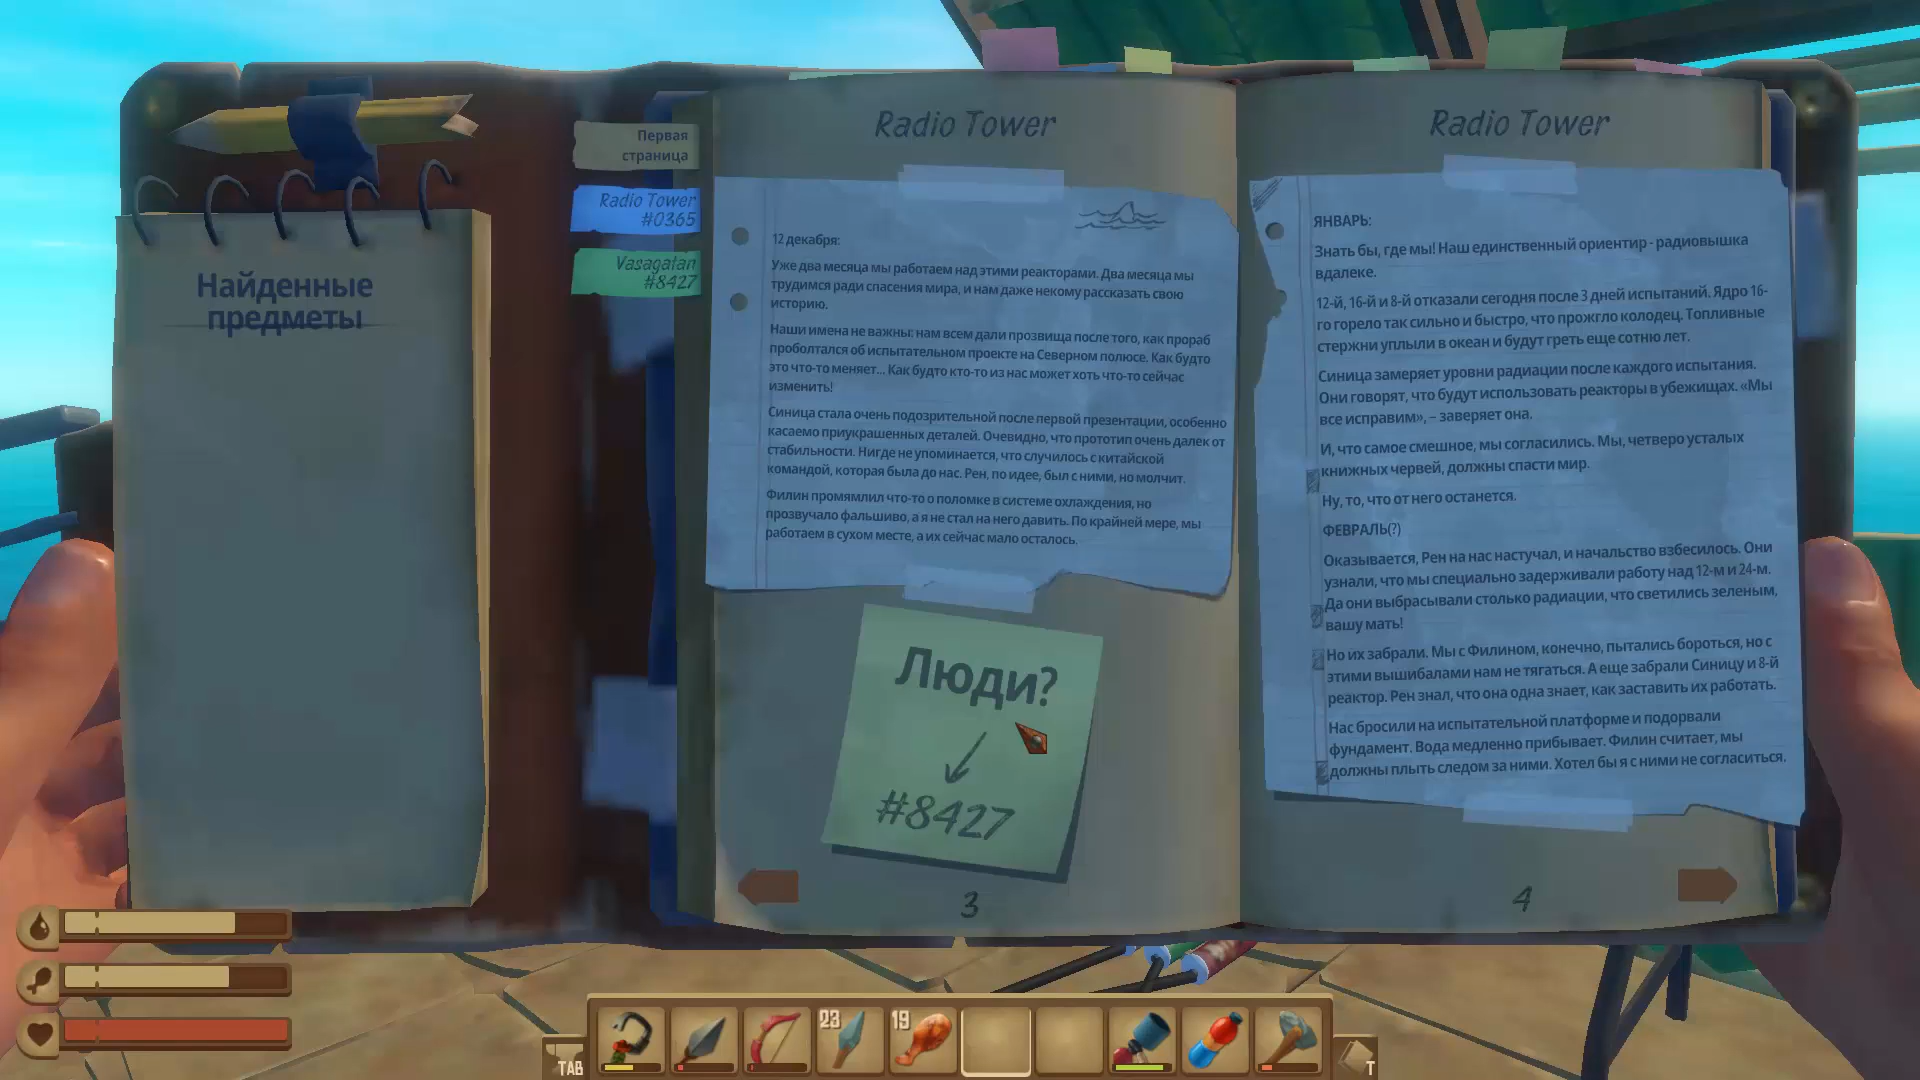 Найденные
предметы
Первая
страница
Radio Tower
#0365
Vasagatan
#8427
Radio Tower
12 декабря:
Уже два месяца мы работаем над этими реакторами. Два месяца мы
трудимся ради спасения мира, и нам даже некому рассказать свою
историю.
Наши имена не важны: нам всем дали прозвища после того, как прораб
проболтался об испытательном проекте на Северном полюсе. Как будто
это что-то меняет... Как будто кто-то из нас может хоть что-то сейчас
изменить!
Синица стала очень подозрительной после первой презентации, особенно
касаемо приукрашенных деталей. Очевидно, что прототип очень далек от
стабильности. Нигде не упоминается, что случилось с китайской
командой, которая была до нас. Рен, по идее, был с ними, но молчит.
Филин промямлил что-то о поломке в системе охлаждения, но
прозвучало фальшиво, а я не стал на него давить. По крайней мере, мы
работаем в сухом месте, а их сейчас мало осталось.
Люди?
#8427
3
Radio Tower
ЯНВАРЬ:
Знать бы, где мы! Наш единственный ориентир - радиовышка
вдалеке.
12-й, 16-й и 8-й отказали сегодня после 3 дней испытаний. Ядро 16-
го горело так сильно и быстро, что прожгло колодец. Топливные
стержни уплыли в океан и будут греть еще сотню лет.
Синица замеряет уровни радиации после каждого испытания.
Они говорят, что будут использовать реакторы в убежищах. «Мы
все исправим», – заверяет она.
И, что самое смешное, мы согласились. Мы, четверо усталых
книжных червей, должны спасти мир.
Ну, то, что от него останется.
ФЕВРАЛЬ(?)
Оказывается, Рен на нас настучал, и начальство взбесилось. Они
узнали, что мы специально задерживали работу над 12-м и 24-м.
Да они выбрасывали столько радиации, что светились зеленым,
вашу мать!
Но их забрали. Мы с Филином, конечно, пытались бороться, но с
этими вышибалами нам не тягаться. А еще забрали Синицу и 8-й
реактор. Рен знал, что она одна знает, как заставить их работать.
Нас бросили на испытательной платформе и подорвали
фундамент. Вода медленно прибывает. Филин считает, мы
должны плыть следом за ними. Хотел бы я с ними не согласиться.
4
TAB
23
19
T